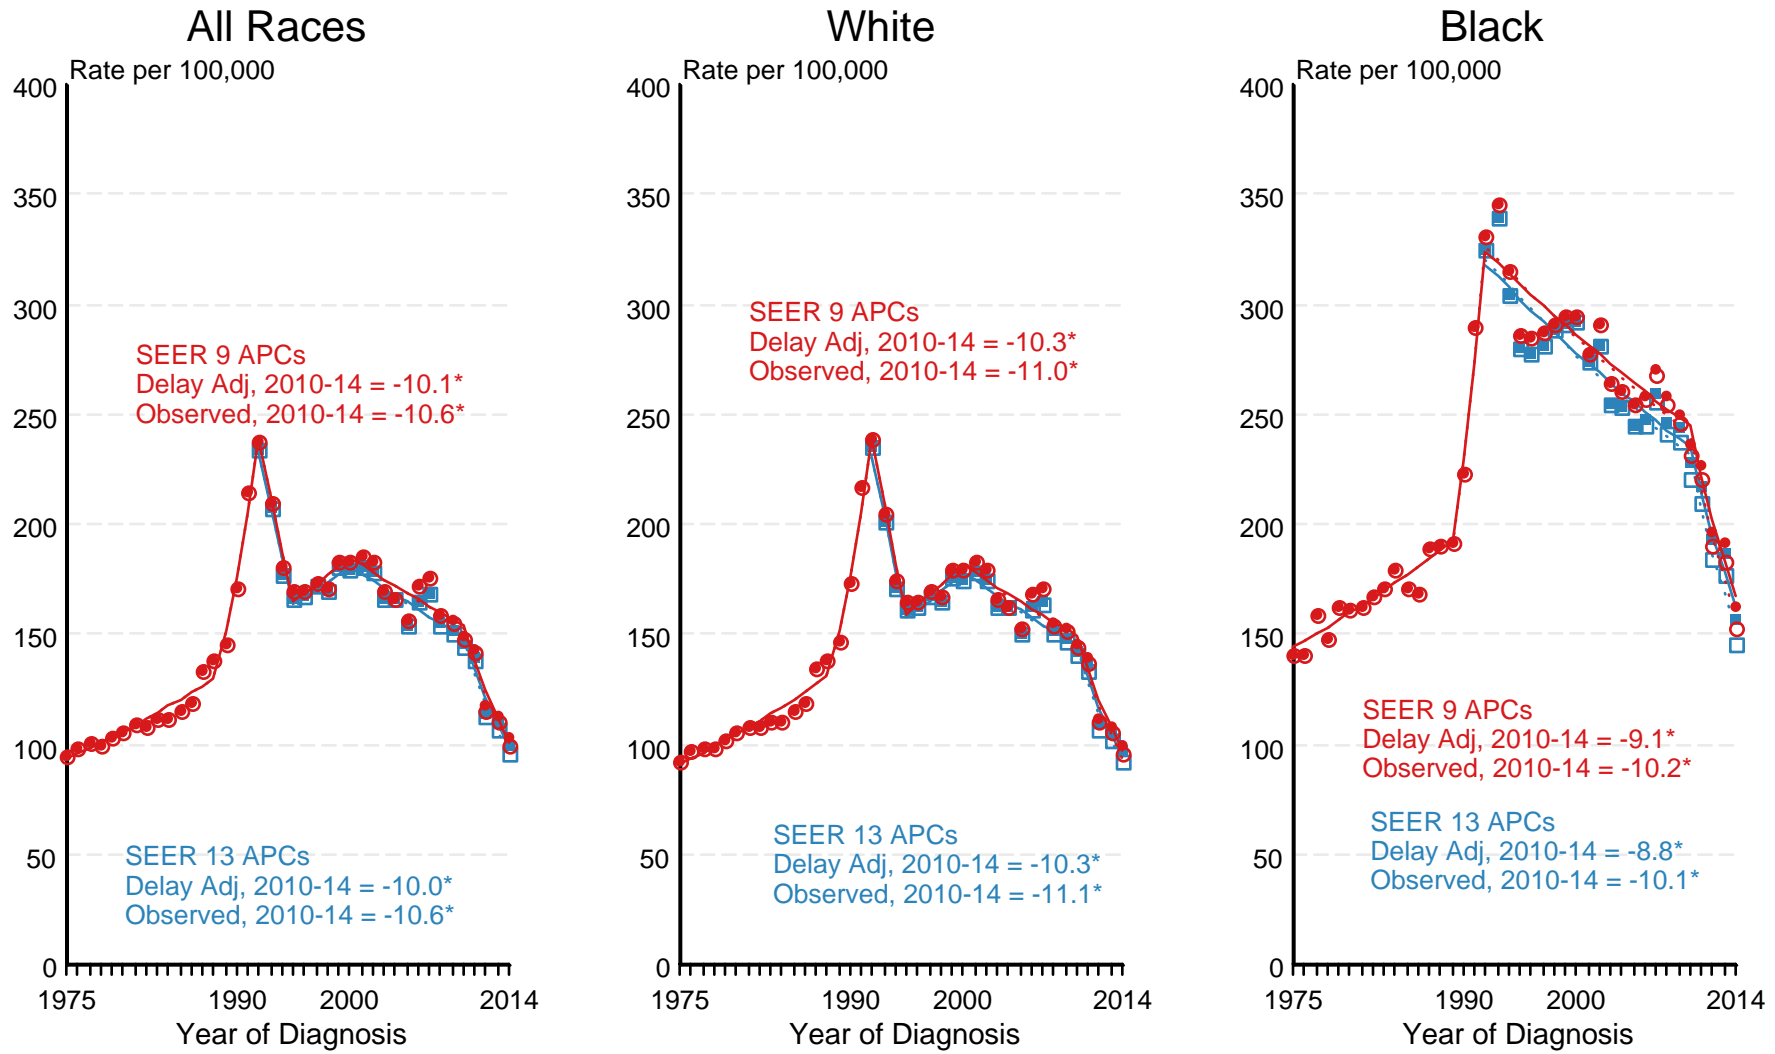 All Races
Rate per 100,000
400
350
300
250
200
150
100
50
0
SEER 9 APCs
Delay Adj, 2010-14 = -10.1*
Observed, 2010-14 = -10.6*
SEER 13 APCs
Delay Adj, 2010-14 = -10.0*
Observed, 2010-14 = -10.6*
1975 1990 2000 2014
Year of Diagnosis
White
Rate per 100,000
400
350
300
250
200
150
100
50
0
SEER 9 APCs
Delay Adj, 2010-14 = -10.3*
Observed, 2010-14 = -11.0*
SEER 13 APCs
Delay Adj, 2010-14 = -10.3*
Observed, 2010-14 = -11.1*
1975 1990 2000 2014
Year of Diagnosis
Black
Rate per 100,000
400
350
300
250
200
150
100
50
0
SEER 9 APCs
Delay Adj, 2010-14 = -9.1*
Observed, 2010-14 = -10.2*
SEER 13 APCs
Delay Adj, 2010-14 = -8.8*
Observed, 2010-14 = -10.1*
1975 1990 2000 2014
Year of Diagnosis